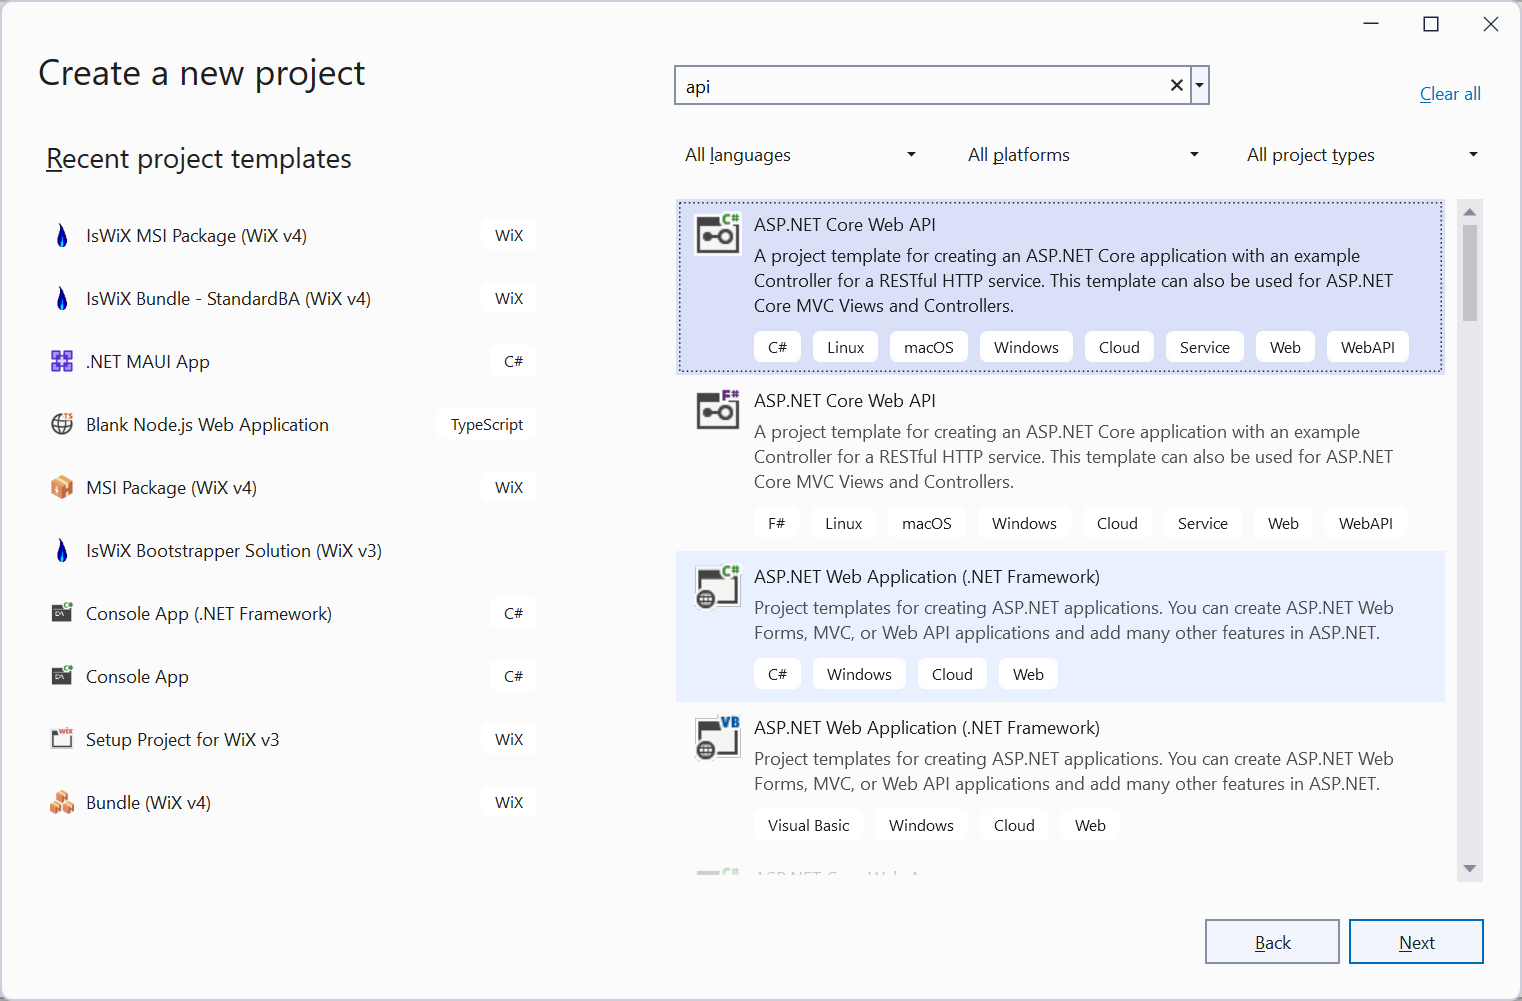 Create a new project
api
Clear all
All languages
All platforms
All project types
Recent project templates
IsWiX MSI Package (WiX v4)
WiX
IsWiX Bundle - StandardBA (WiX v4)
WiX
.NET MAUI App
C#
Blank Node.js Web Application
TypeScript
MSI Package (WiX v4)
WiX
IsWiX Bootstrapper Solution (WiX v3)
Console App (.NET Framework)
C#
Console App
C#
Setup Project for WiX v3
WiX
Bundle (WiX v4)
WiX
C#
ASP.NET Core Web API
A project template for creating an ASP.NET Core application with an example
Controller for a RESTful HTTP service. This template can also be used for ASP.NET
Core MVC Views and Controllers.
C# Linux macOS Windows Cloud Service Web WebAPI
F#
ASP.NET Core Web API
A project template for creating an ASP.NET Core application with an example
Controller for a RESTful HTTP service. This template can also be used for ASP.NET
Core MVC Views and Controllers.
F# Linux macOS Windows Cloud Service Web WebAPI
C#
ASP.NET Web Application (.NET Framework)
Project templates for creating ASP.NET applications. You can create ASP.NET Web
Forms, MVC, or Web API applications and add many other features in ASP.NET.
C# Windows Cloud Web
VB
ASP.NET Web Application (.NET Framework)
Project templates for creating ASP.NET applications. You can create ASP.NET Web
Forms, MVC, or Web API applications and add many other features in ASP.NET.
Visual Basic Windows Cloud Web
Back
Next